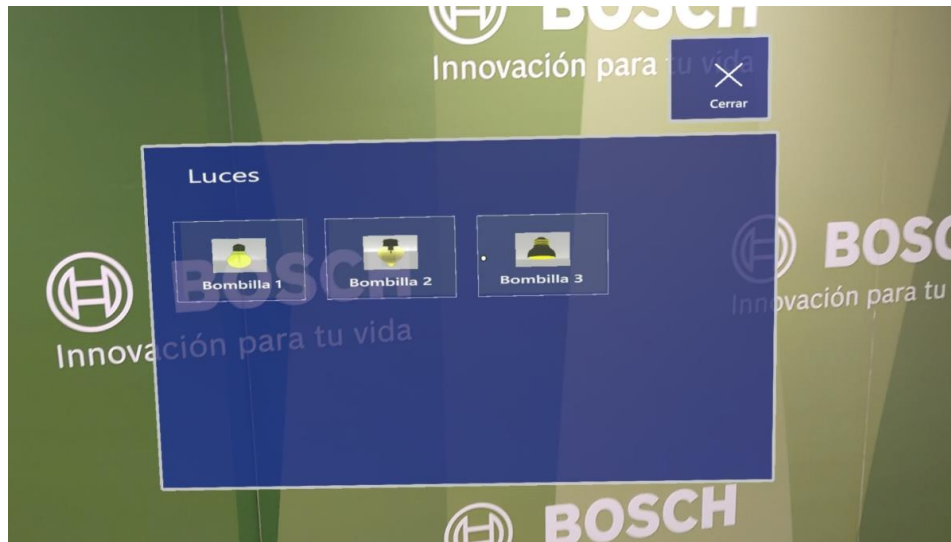 BOSCH
Innovación para tu vida
Cerrar
Luces
Bombilla 1
Bombilla 2
Bombilla 3
BOSCH
Innovación para tu vida
BOSC
Innovación para tu
BOSCH